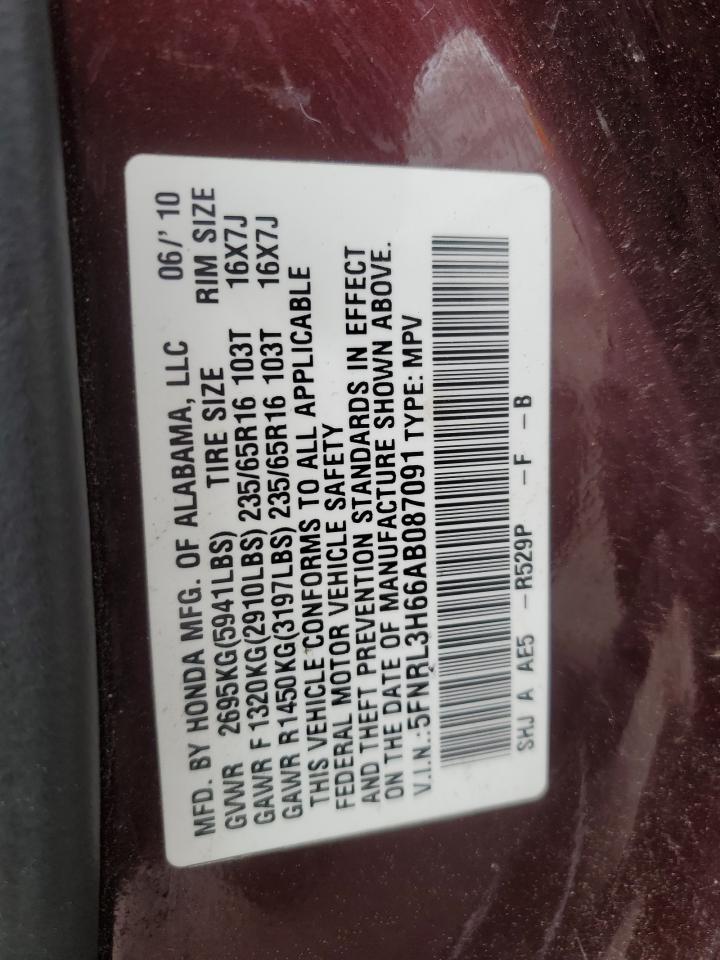 MFD. BY HONDA MFG. OF ALABAMA, LLC 06/' 10
GVWR 2695KG(5941LBS) TIRE SIZE RIM SIZE
GAWR F 1320KG(2910LBS) 235/65R16 103T 16X7J
GAWR R1450KG(3197LBS) 235/65R16 103T 16X7J
THIS VEHICLE CONFORMS TO ALL APPLICABLE
FEDERAL MOTOR VEHICLE SAFETY
AND THEFT PREVENTION STANDARDS IN EFFECT
ON THE DATE OF MANUFACTURE SHOWN ABOVE.
V.I.N.:5FNRL3H66AB087091 TYPE: MPV
SHJ A AE5 -R529P -F -B